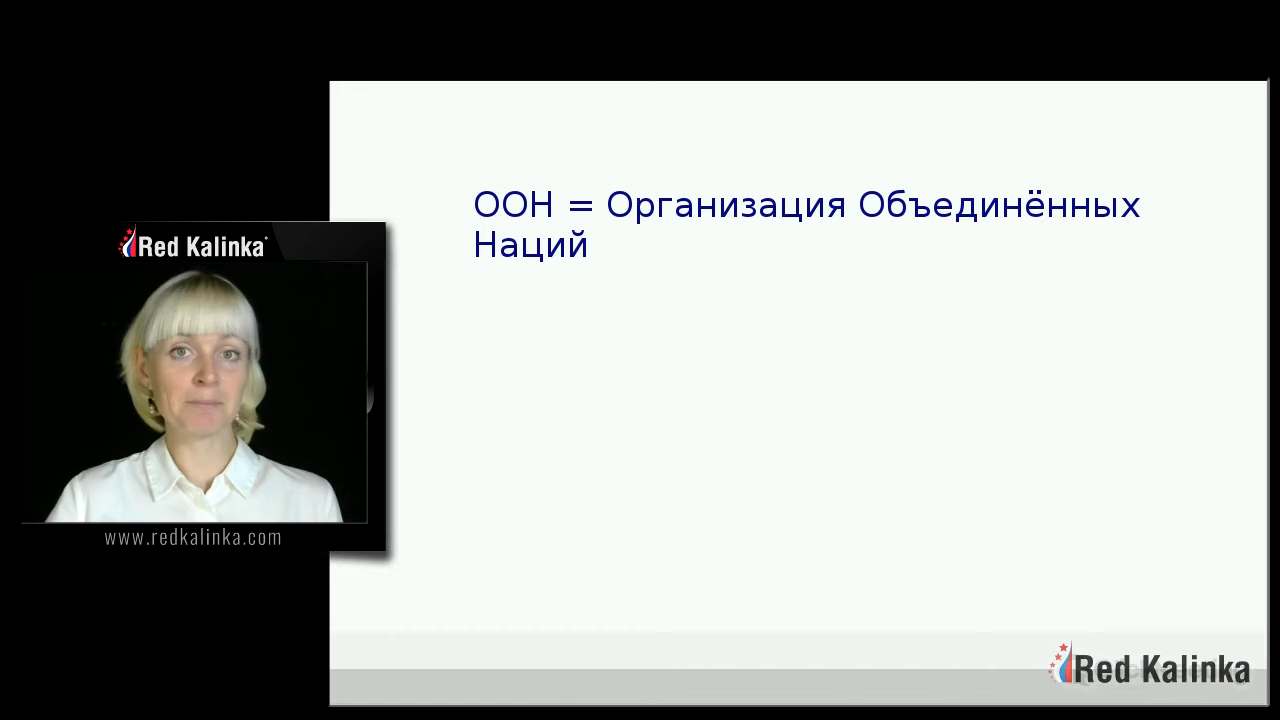 ООН = Организация Объединённых
Наций
Red Kalinka
www.redkalinka.com
Red Kalinka